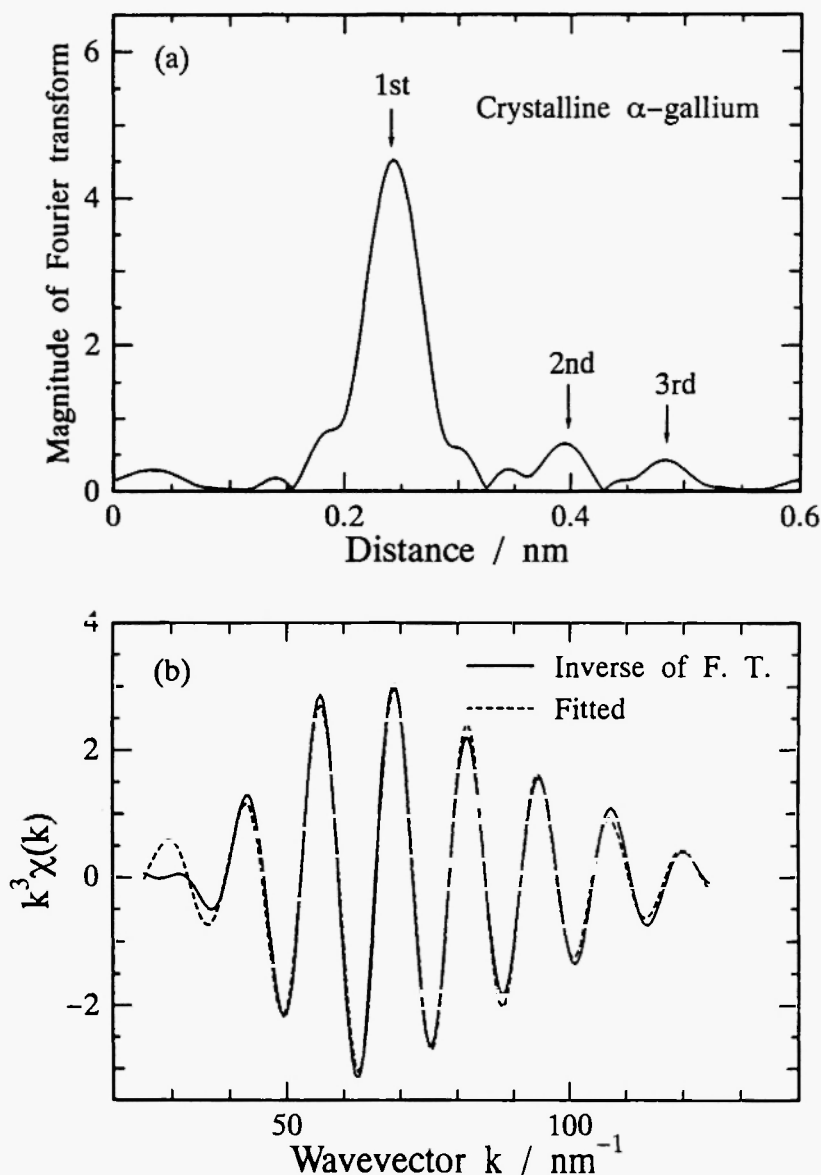 (a)
1st
Crystalline α-gallium
2nd
3rd
Magnitude of Fourier transform
6
4
2
0
0
0.2
0.4
0.6
Distance / nm
(b)
Inverse of F. T.
Fitted
k³χ(k)
4
2
0
-2
50
100
Wavevector k / nm⁻¹